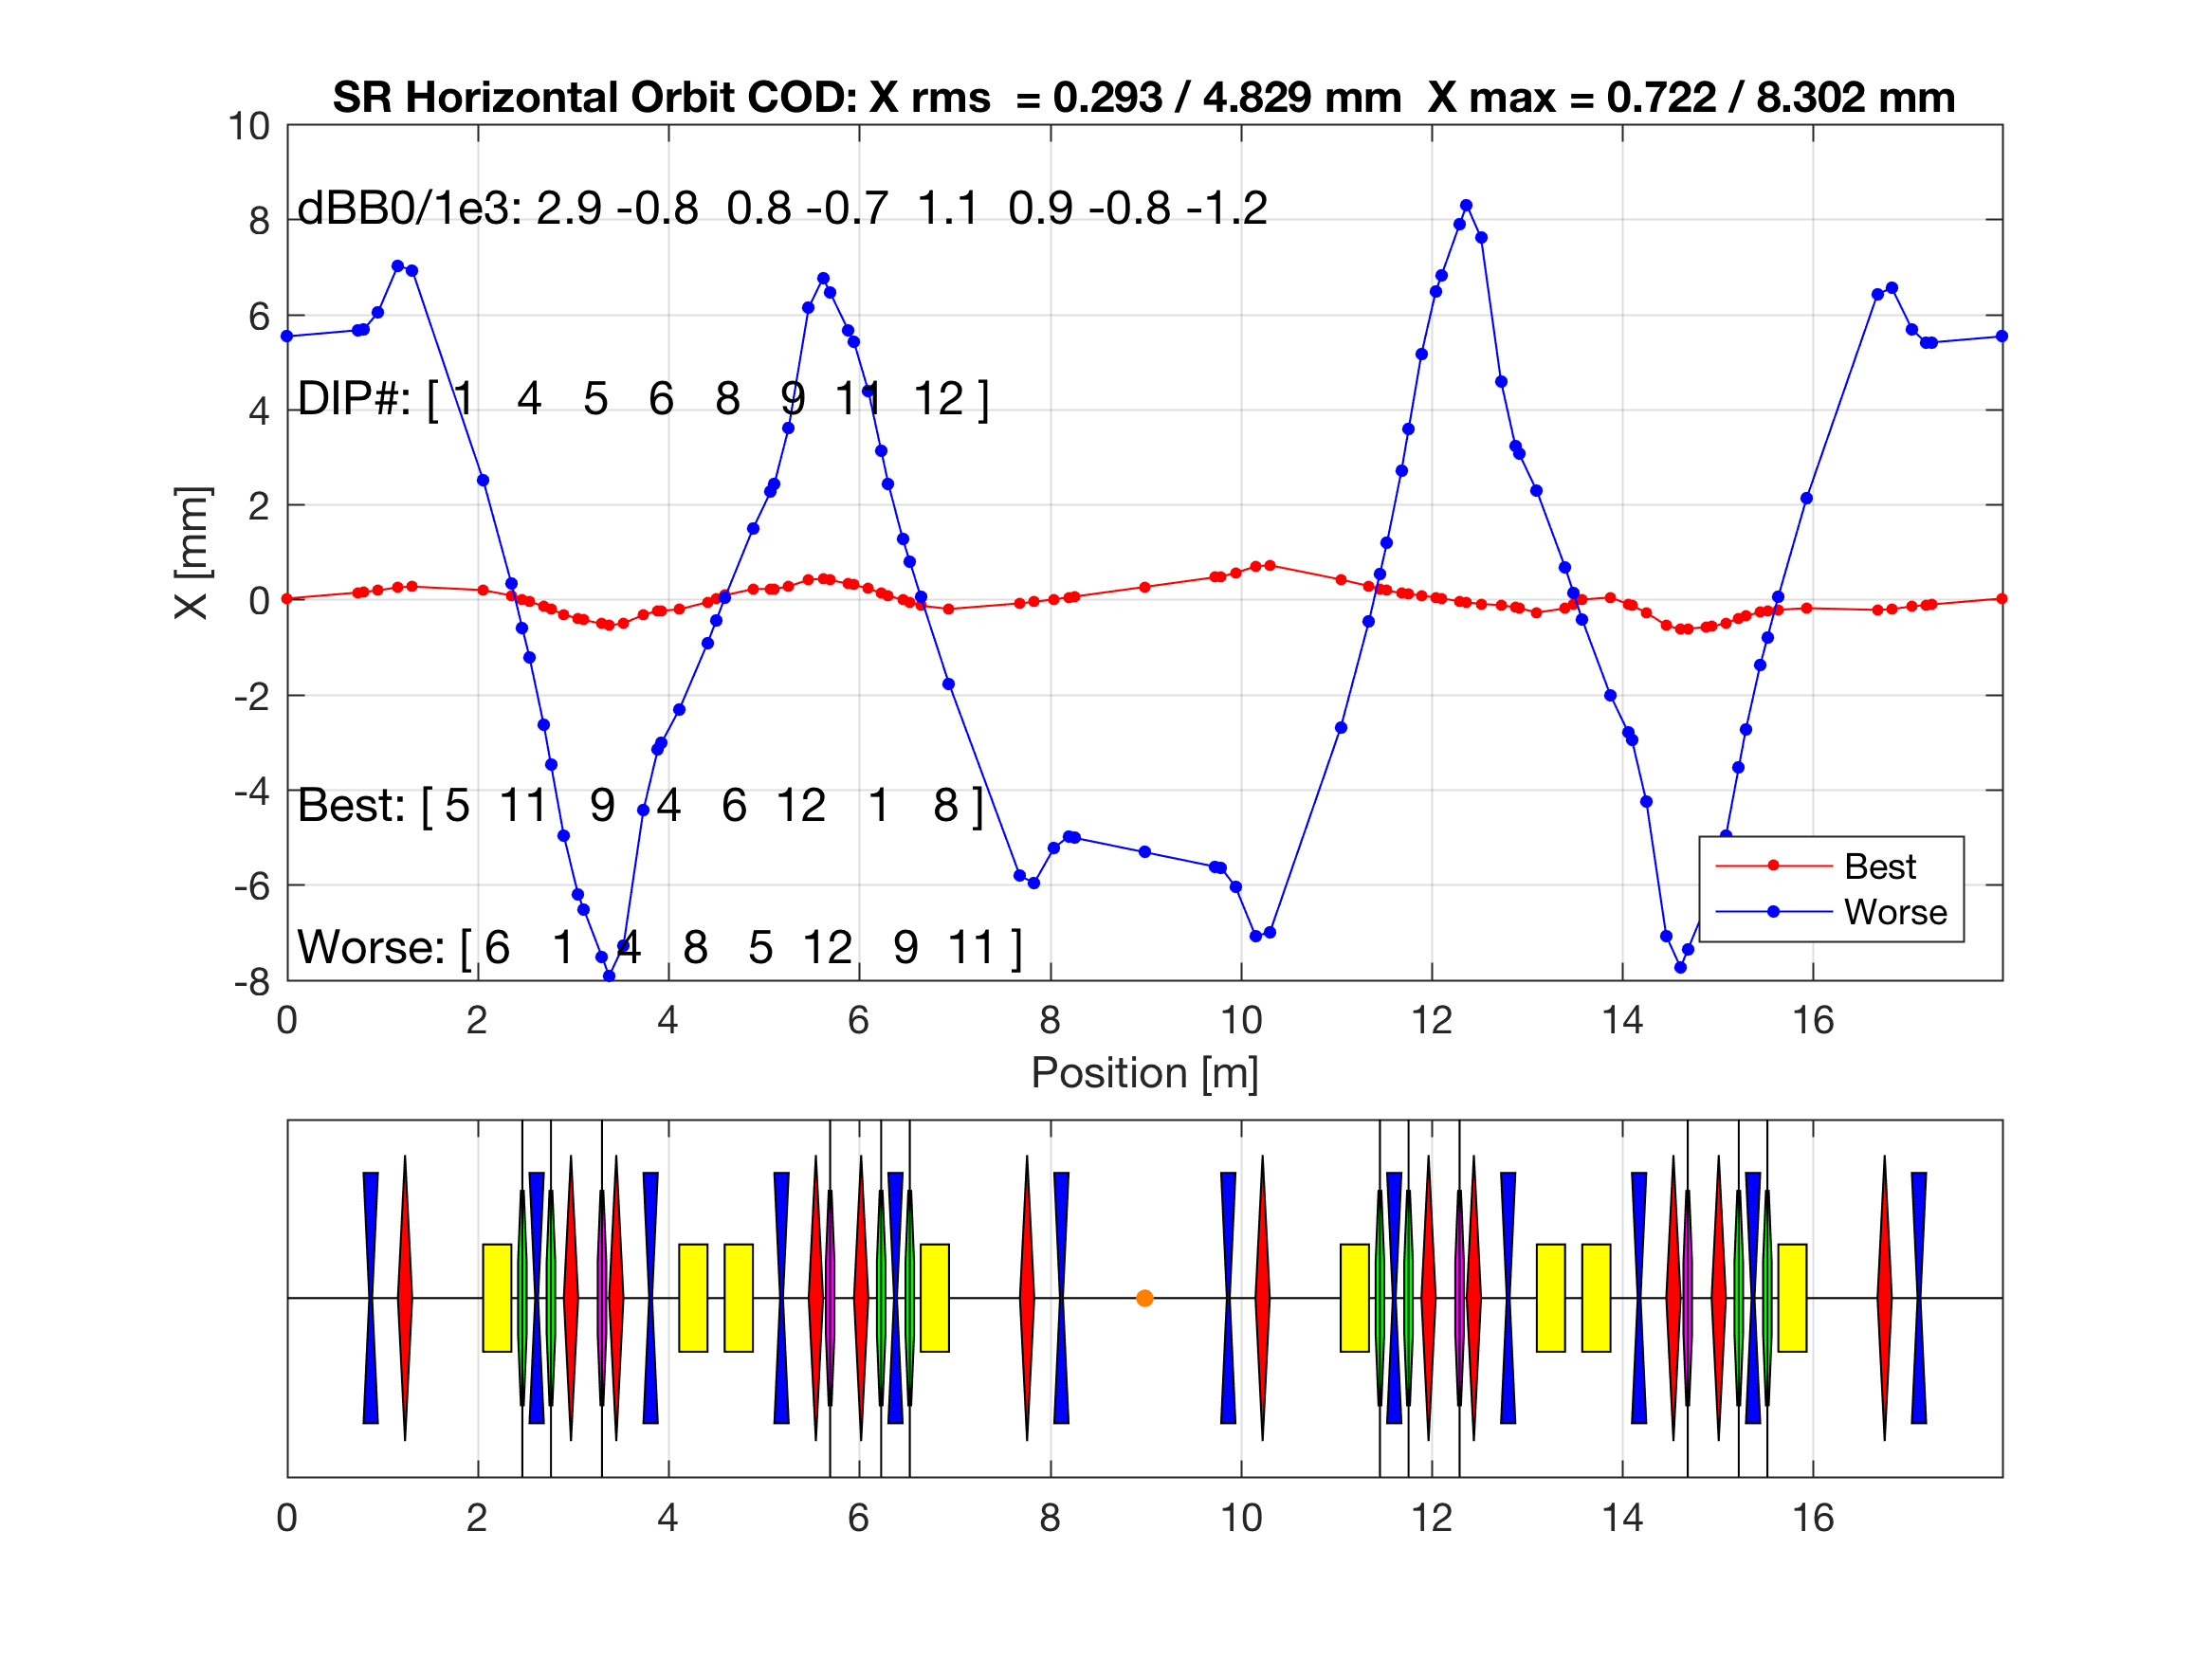 SR Horizontal Orbit COD: X rms = 0.293 / 4.829 mm X max = 0.722 / 8.302 mm
10
8
6
4
2
0
-2
-4
-6
-8
X [mm]
dBB0/1e3: 2.9 -0.8 0.8 -0.7 1.1 0.9 -0.8 -1.2
DIP#: [ 1 4 5 6 8 9 11 12 ]
Best: [ 5 11 9 4 6 12 1 8 ]
Worse: [ 6 1 4 8 5 12 9 11 ]
Best
Worse
0 2 4 6 8 10 12 14 16
Position [m]
0 2 4 6 8 10 12 14 16